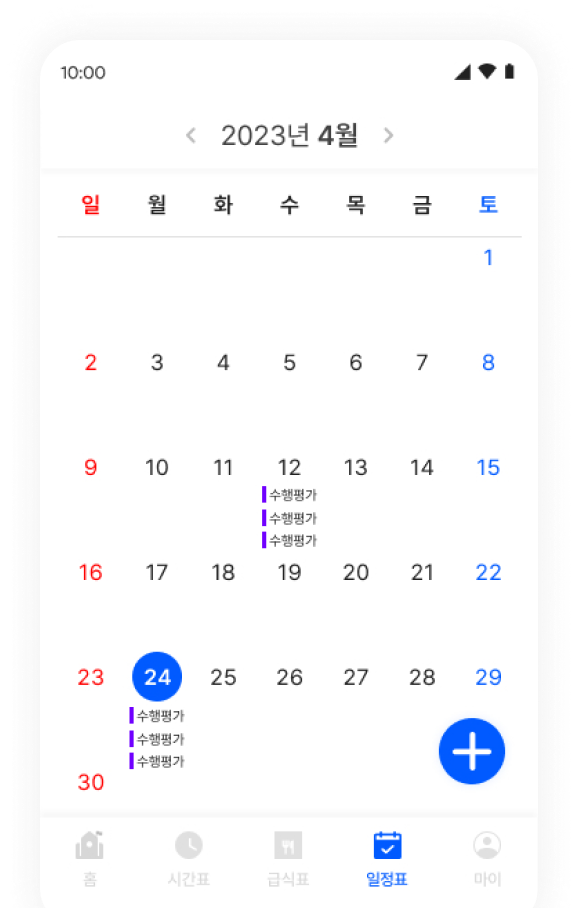 10:00
2023년 4월
일 월 화 수 목 금 토
1
2 3 4 5 6 7 8
9 10 11 12 13 14 15
수행평가
수행평가
수행평가
16 17 18 19 20 21 22
23 24 25 26 27 28 29
수행평가
수행평가
수행평가
30
홈 시간표 급식표 일정표 마이